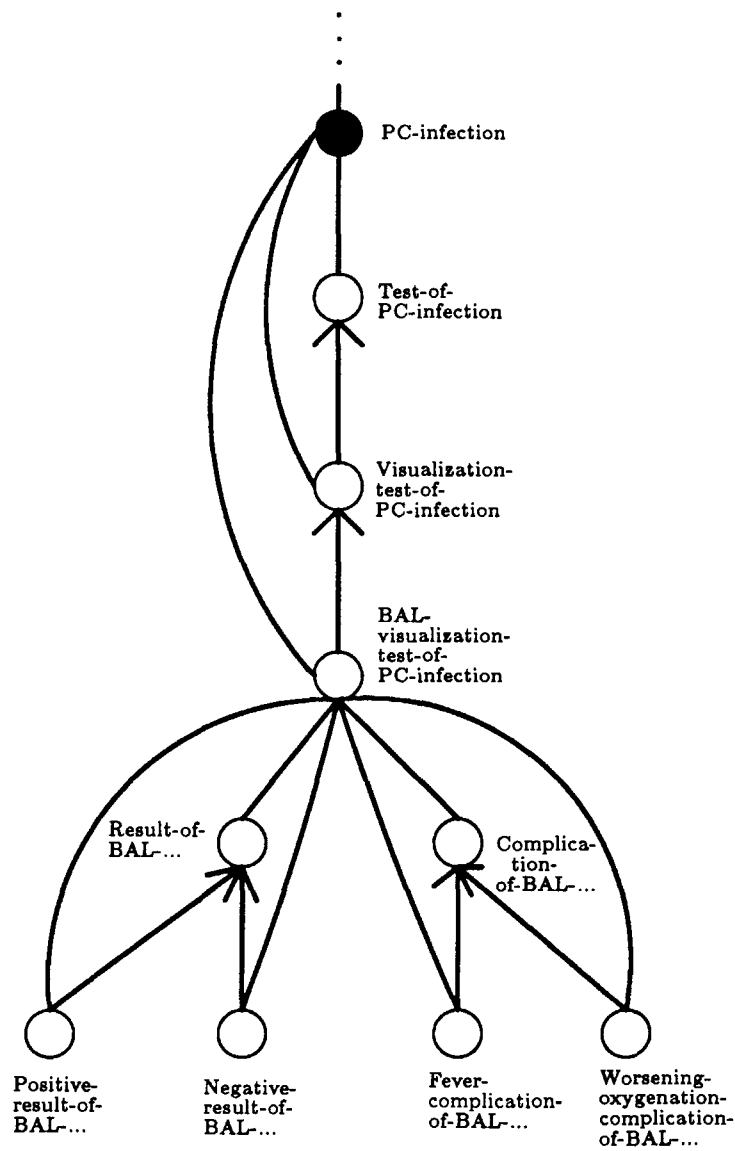 PC-infection
Test-of-
PC-infection
Visualization-
test-of-
PC-infection
BAL-
visualization-
test-of-
PC-infection
Result-of-
BAL-...
Complica-
tion-
of-BAL-...
Positive-
result-of-
BAL-...
Negative-
result-of-
BAL-...
Fever-
complication-
of-BAL-...
Worsening-
oxygenation-
complication-
of-BAL-...